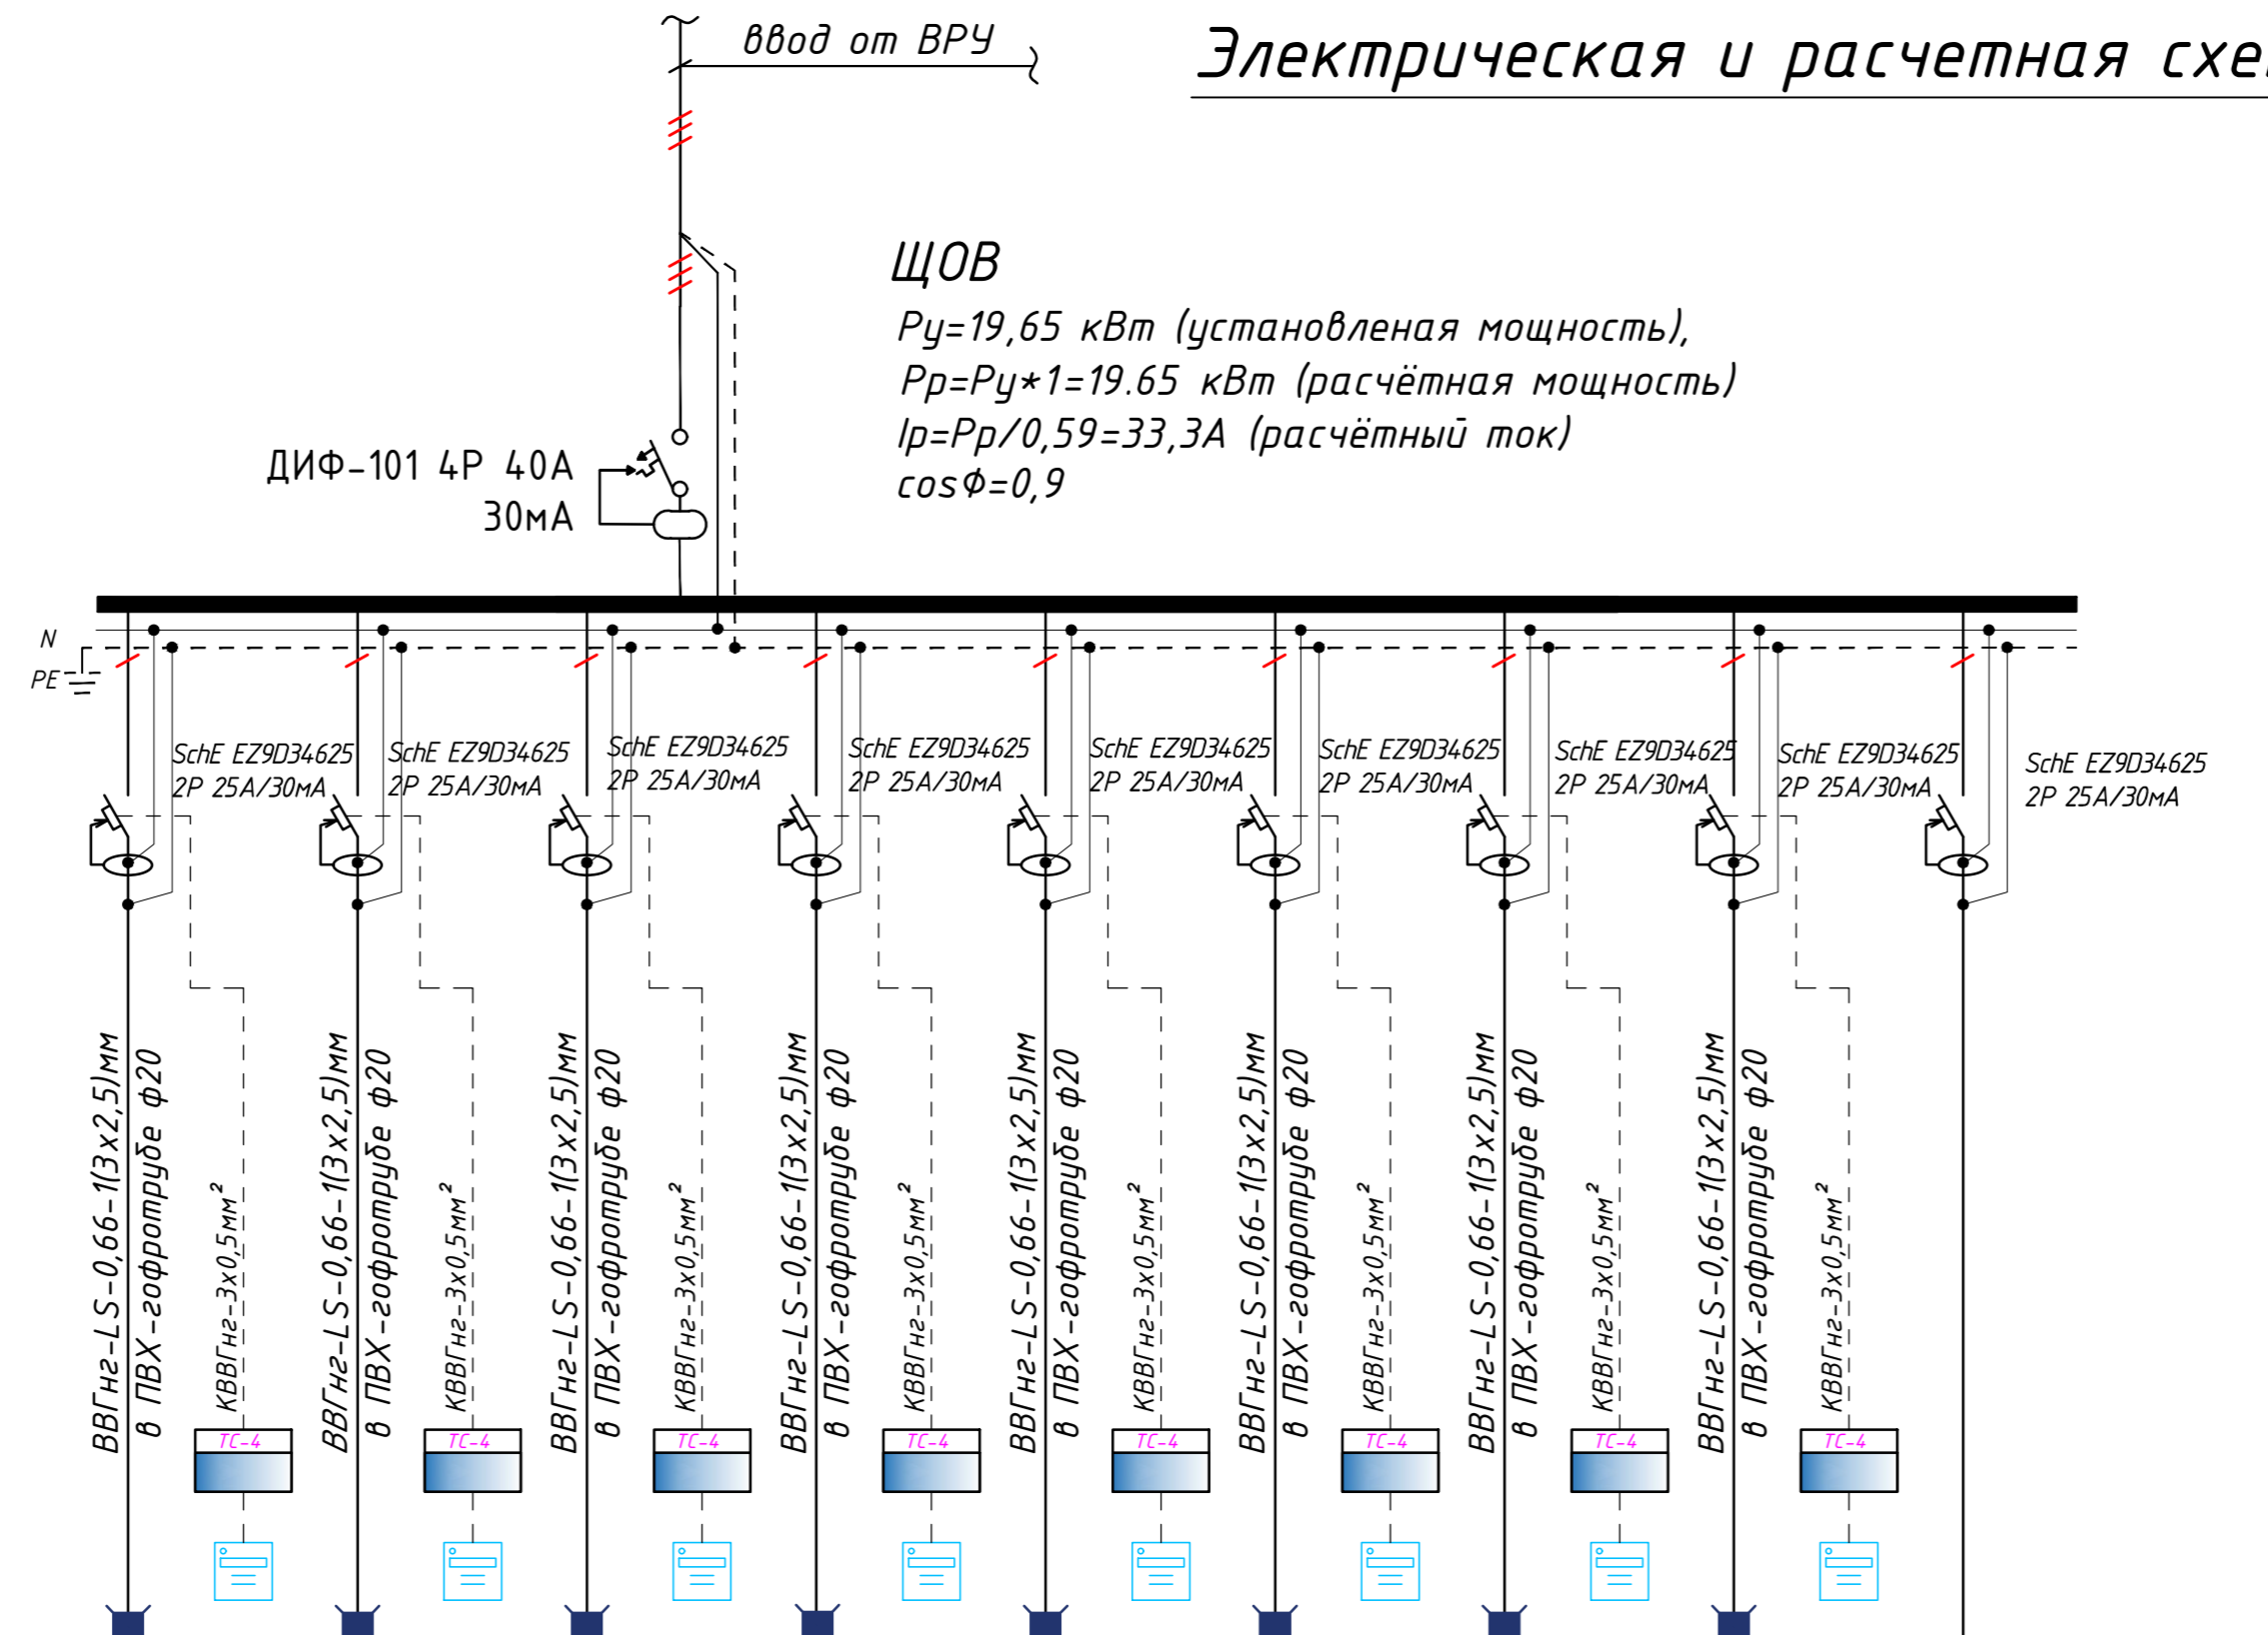 ввод от ВРУ
Электрическая и расчетная
ЩОВ
Ру=19,65 кВт (установленая мощность),
Рр=Ру*1=19.65 кВт (расчётная мощность)
Iр=Рр/0,59=33,3А (расчётный ток)
cosФ=0,9
ДИФ-101 4Р 40А
30мА
N
PE
SchE EZ9D34625
2P 25А/30мА
SchE EZ9D34625
2P 25А/30мА
SchE EZ9D34625
2P 25А/30мА
SchE EZ9D34625
2P 25А/30мА
SchE EZ9D34625
2P 25А/30мА
SchE EZ9D34625
2P 25А/30мА
SchE EZ9D34625
2P 25А/30мА
SchE EZ9D34625
2P 25А/30мА
SchE EZ9D34625
2P 25А/30мА
ВВГнг-LS-0,66-1(3х2,5)мм
в ПВХ-гофротрубе ф20
КВВГнг-3х0,5мм²
ВВГнг-LS-0,66-1(3х2,5)мм
в ПВХ-гофротрубе ф20
КВВГнг-3х0,5мм²
ВВГнг-LS-0,66-1(3х2,5)мм
в ПВХ-гофротрубе ф20
КВВГнг-3х0,5мм²
ВВГнг-LS-0,66-1(3х2,5)мм
в ПВХ-гофротрубе ф20
КВВГнг-3х0,5мм²
ВВГнг-LS-0,66-1(3х2,5)мм
в ПВХ-гофротрубе ф20
КВВГнг-3х0,5мм²
ВВГнг-LS-0,66-1(3х2,5)мм
в ПВХ-гофротрубе ф20
КВВГнг-3х0,5мм²
ВВГнг-LS-0,66-1(3х2,5)мм
в ПВХ-гофротрубе ф20
КВВГнг-3х0,5мм²
ВВГнг-LS-0,66-1(3х2,5)мм
в ПВХ-гофротрубе ф20
КВВГнг-3х0,5мм²
ТС-4
ТС-4
ТС-4
ТС-4
ТС-4
ТС-4
ТС-4
ТС-4